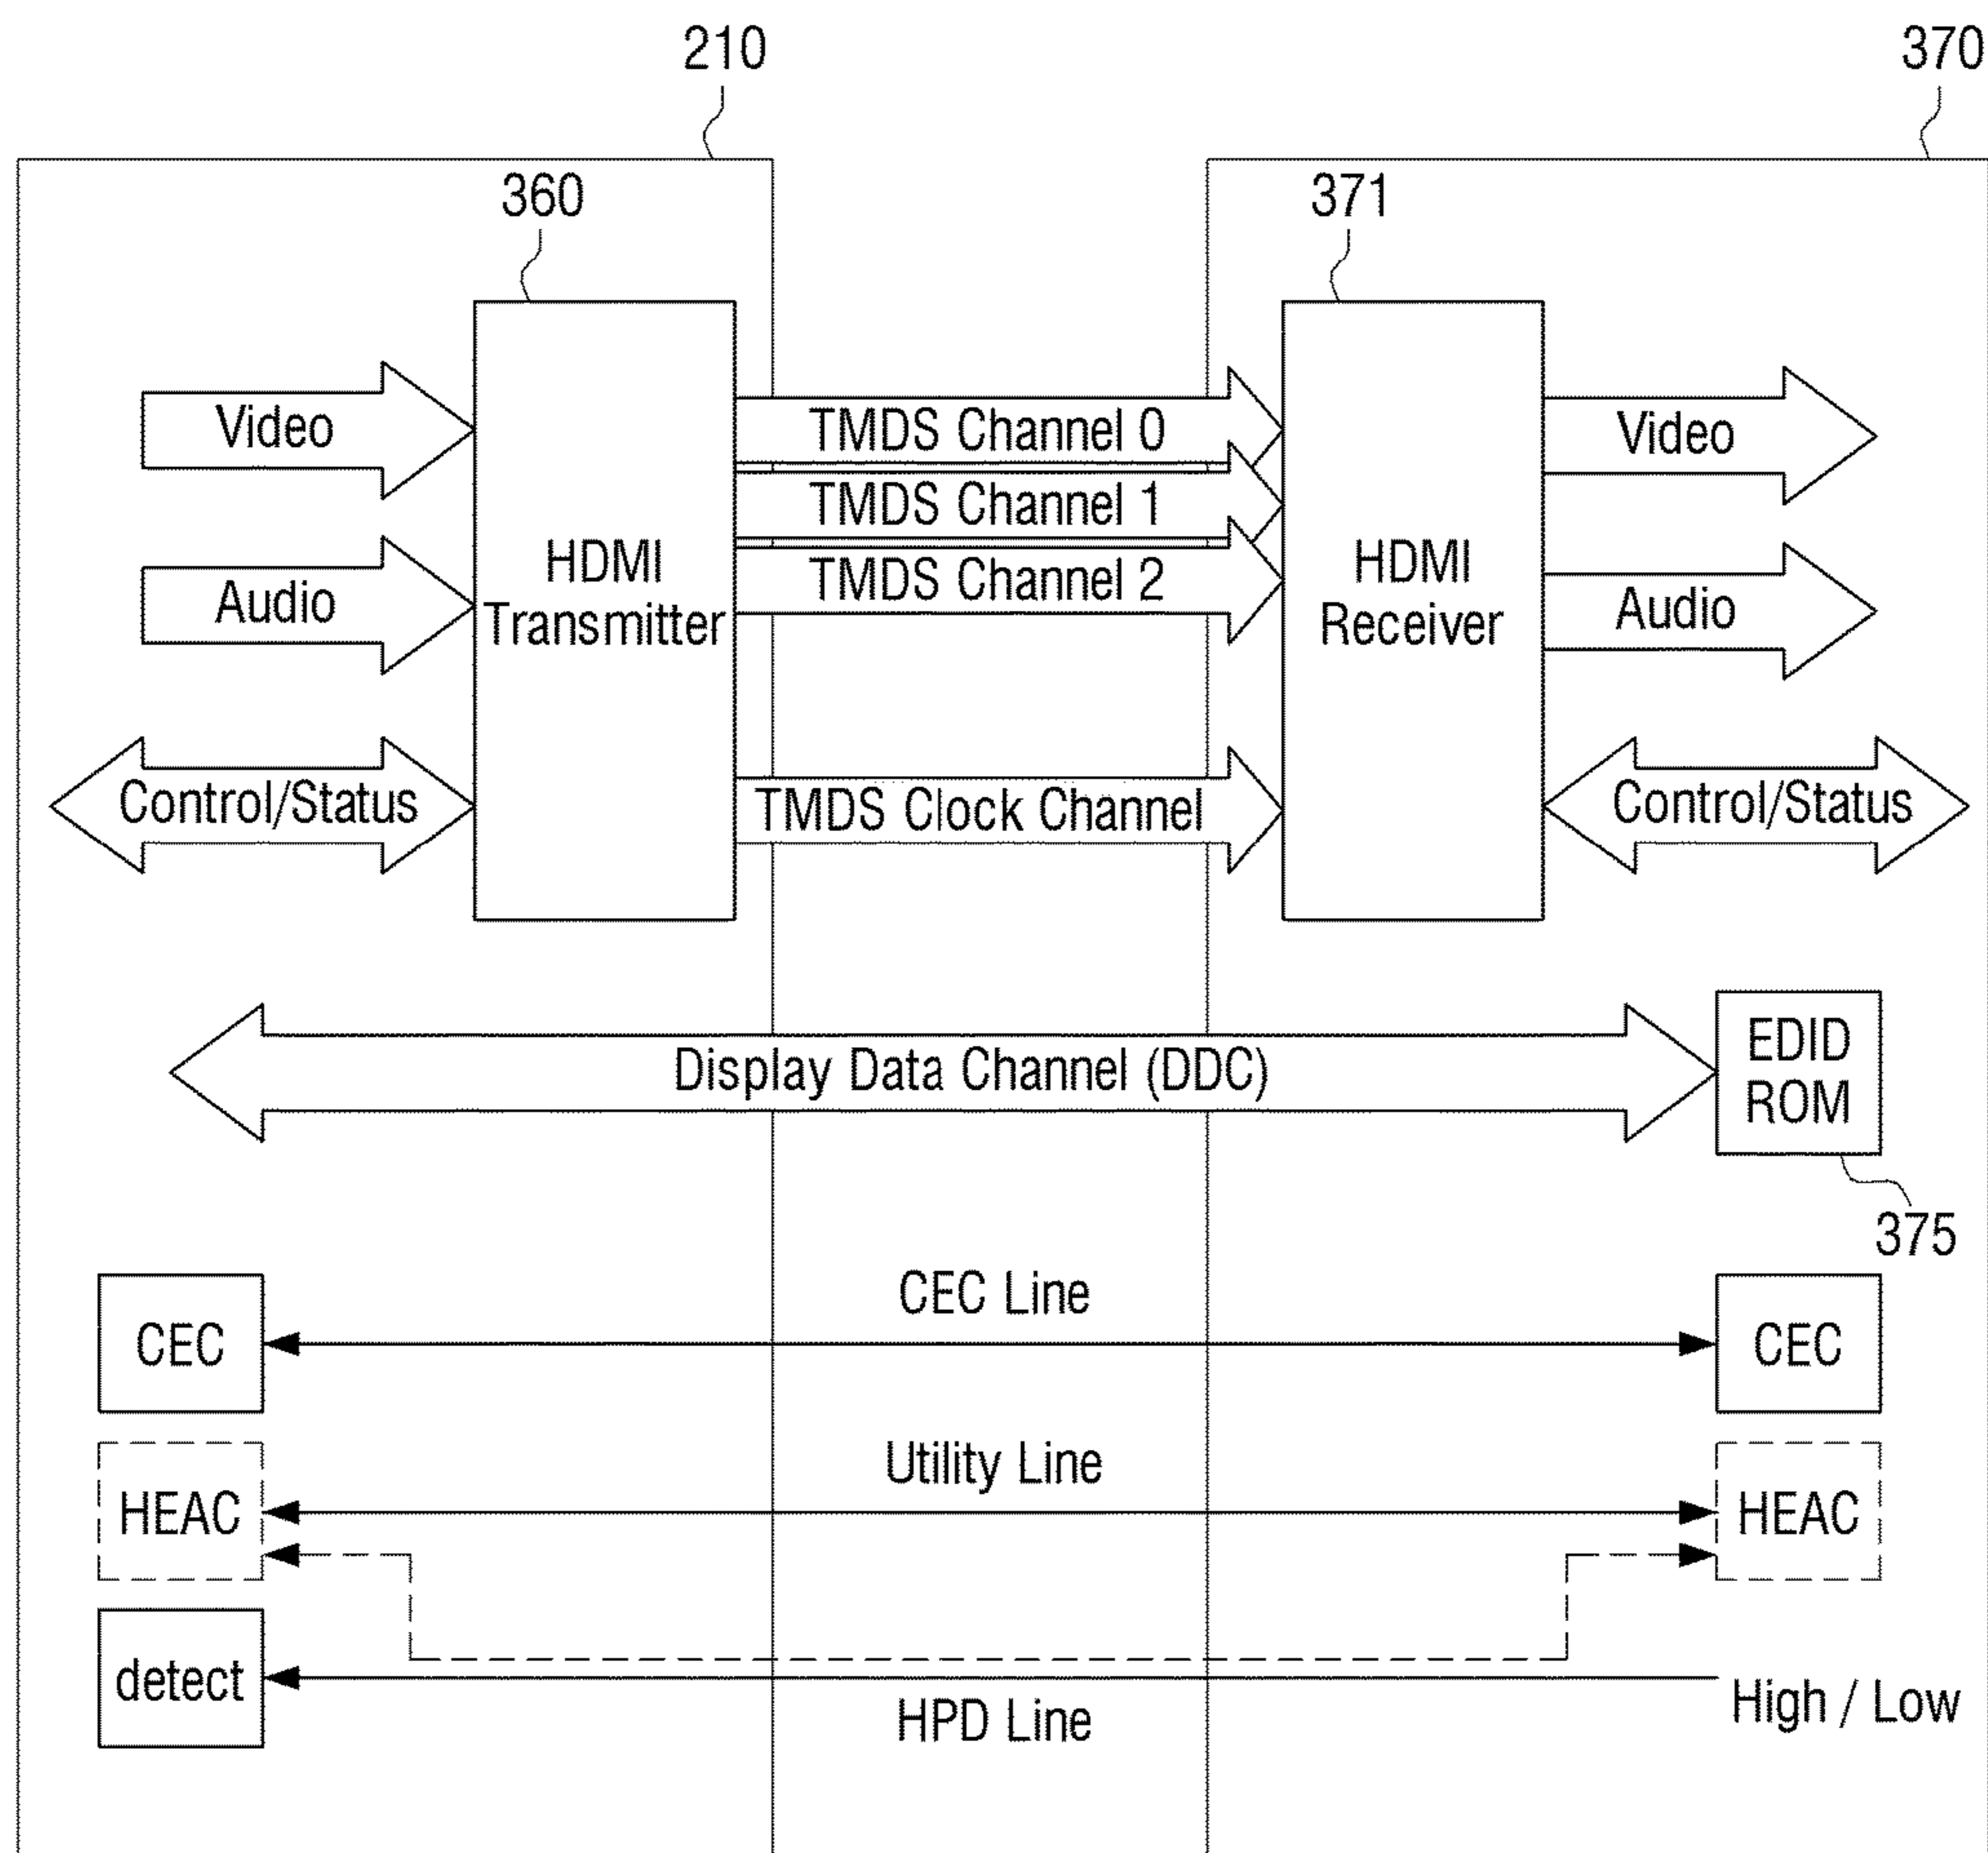 210
370
360
371
Video
TMDS Channel 0
Video
TMDS Channel 1
HDMI
Transmitter
TMDS Channel 2
HDMI
Receiver
Audio
Audio
Control/Status
TMDS Clock Channel
Control/Status
Display Data Channel (DDC)
EDID
ROM
375
CEC
CEC Line
CEC
HEAC
Utility Line
HEAC
detect
HPD Line
High / Low